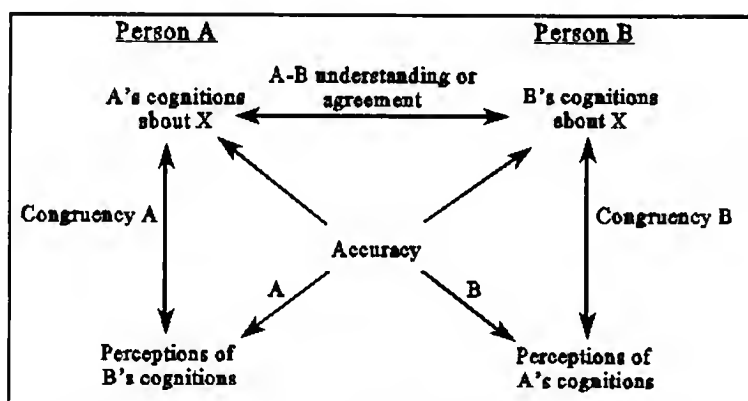 Person A
Person B
A-B understanding or
agreement
A's cognitions
about X
B's cognitions
about X
Congruency A
Congruency B
Accuracy
A
B
Perceptions of
B's cognitions
Perceptions of
A's cognitions